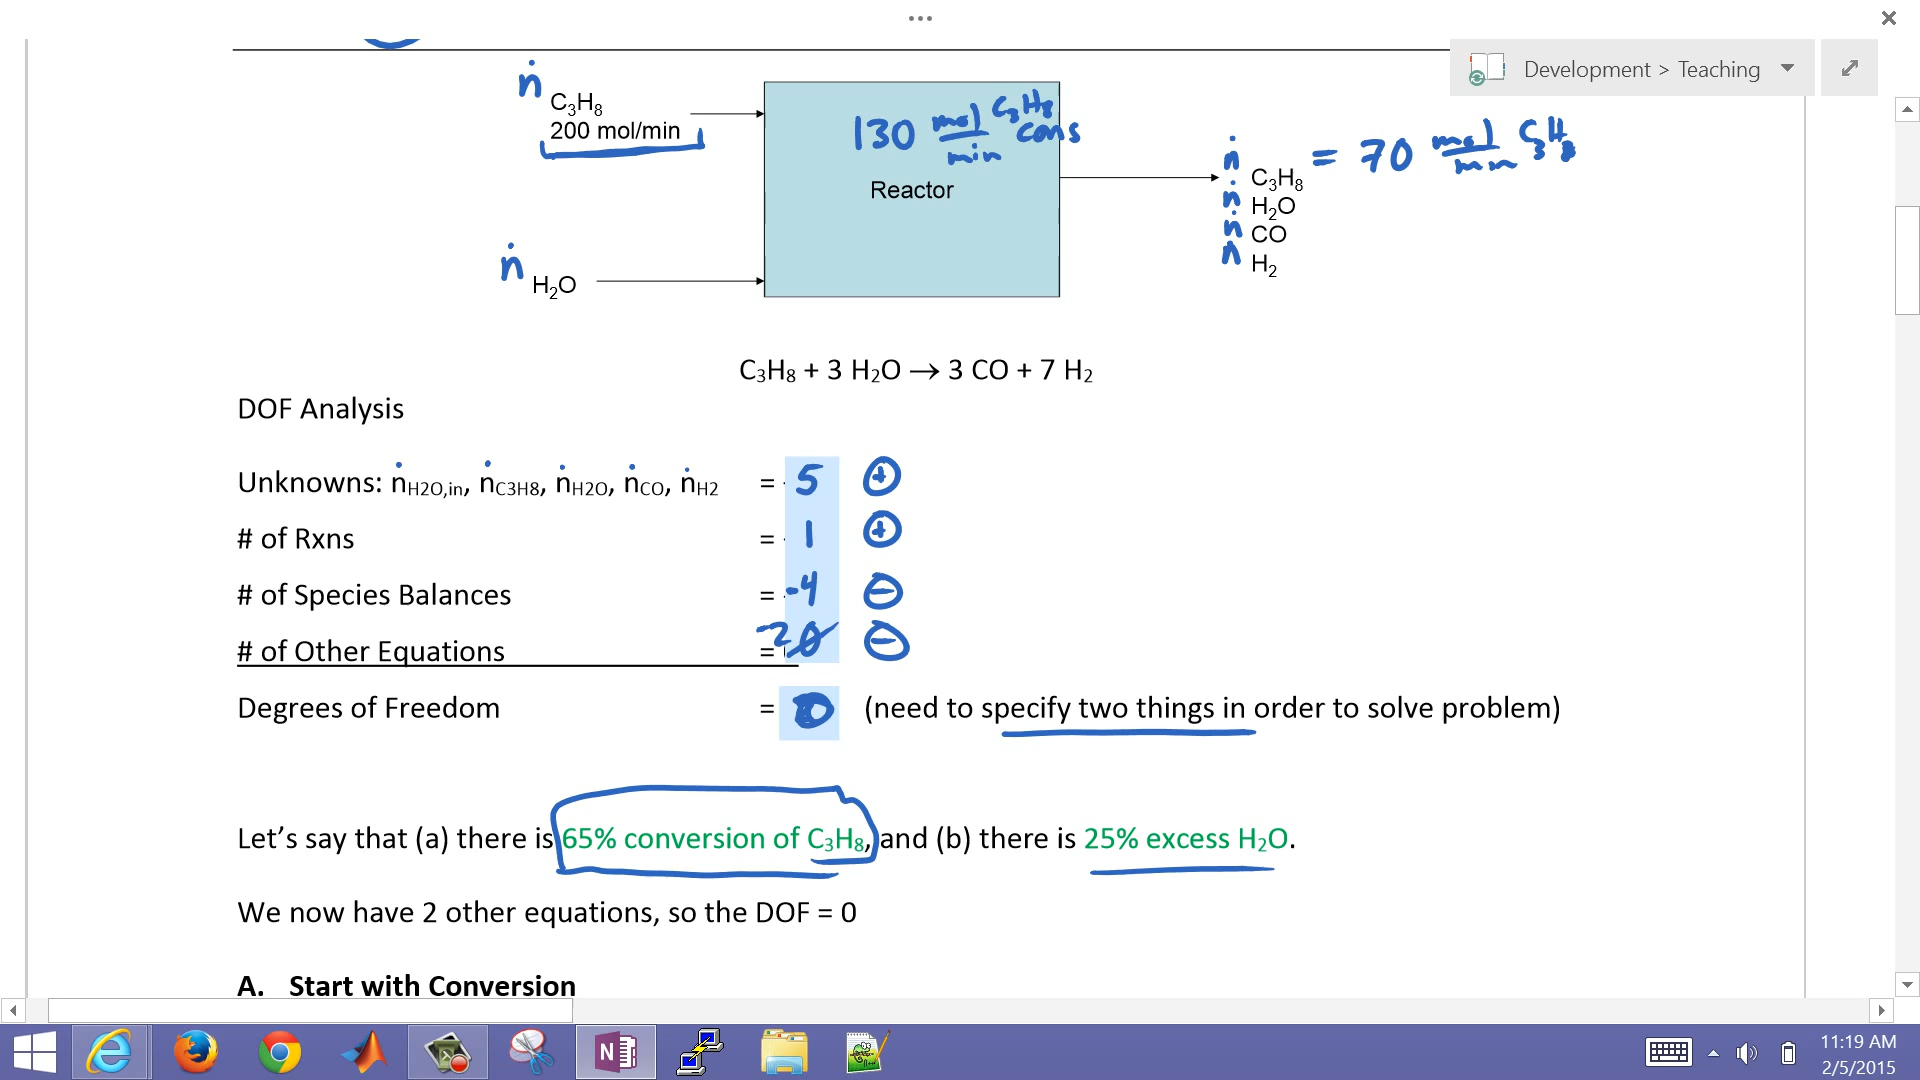 Development > Teaching
ṅ C₃H₈
200 mol/min
130 mol/min C₃H₈ cons
Reactor
ṅ C₃H₈ = 70 mol/min C₃H₈
ṅ H₂O
ṅ CO
ṅ H₂
ṅ H₂O
C₃H₈ + 3 H₂O → 3 CO + 7 H₂
DOF Analysis
Unknowns: ṅH2O,in, ṅC3H8, ṅH2O, ṅCO, ṅH2 = 5 ⊕
# of Rxns = 1 ⊕
# of Species Balances = -4 ⊖
# of Other Equations = -2 0 ⊖
Degrees of Freedom = 0 (need to specify two things in order to solve problem)
Let’s say that (a) there is 65% conversion of C₃H₈, and (b) there is 25% excess H₂O.
We now have 2 other equations, so the DOF = 0
A. Start with Conversion
N
11:19 AM
2/5/2015